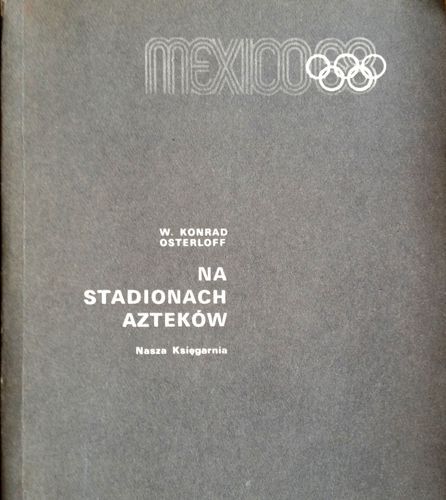 MEXICO68
W. KONRAD
OSTERLOFF
NA
STADIONACH
AZTEKÓW
Nasza Księgarnia